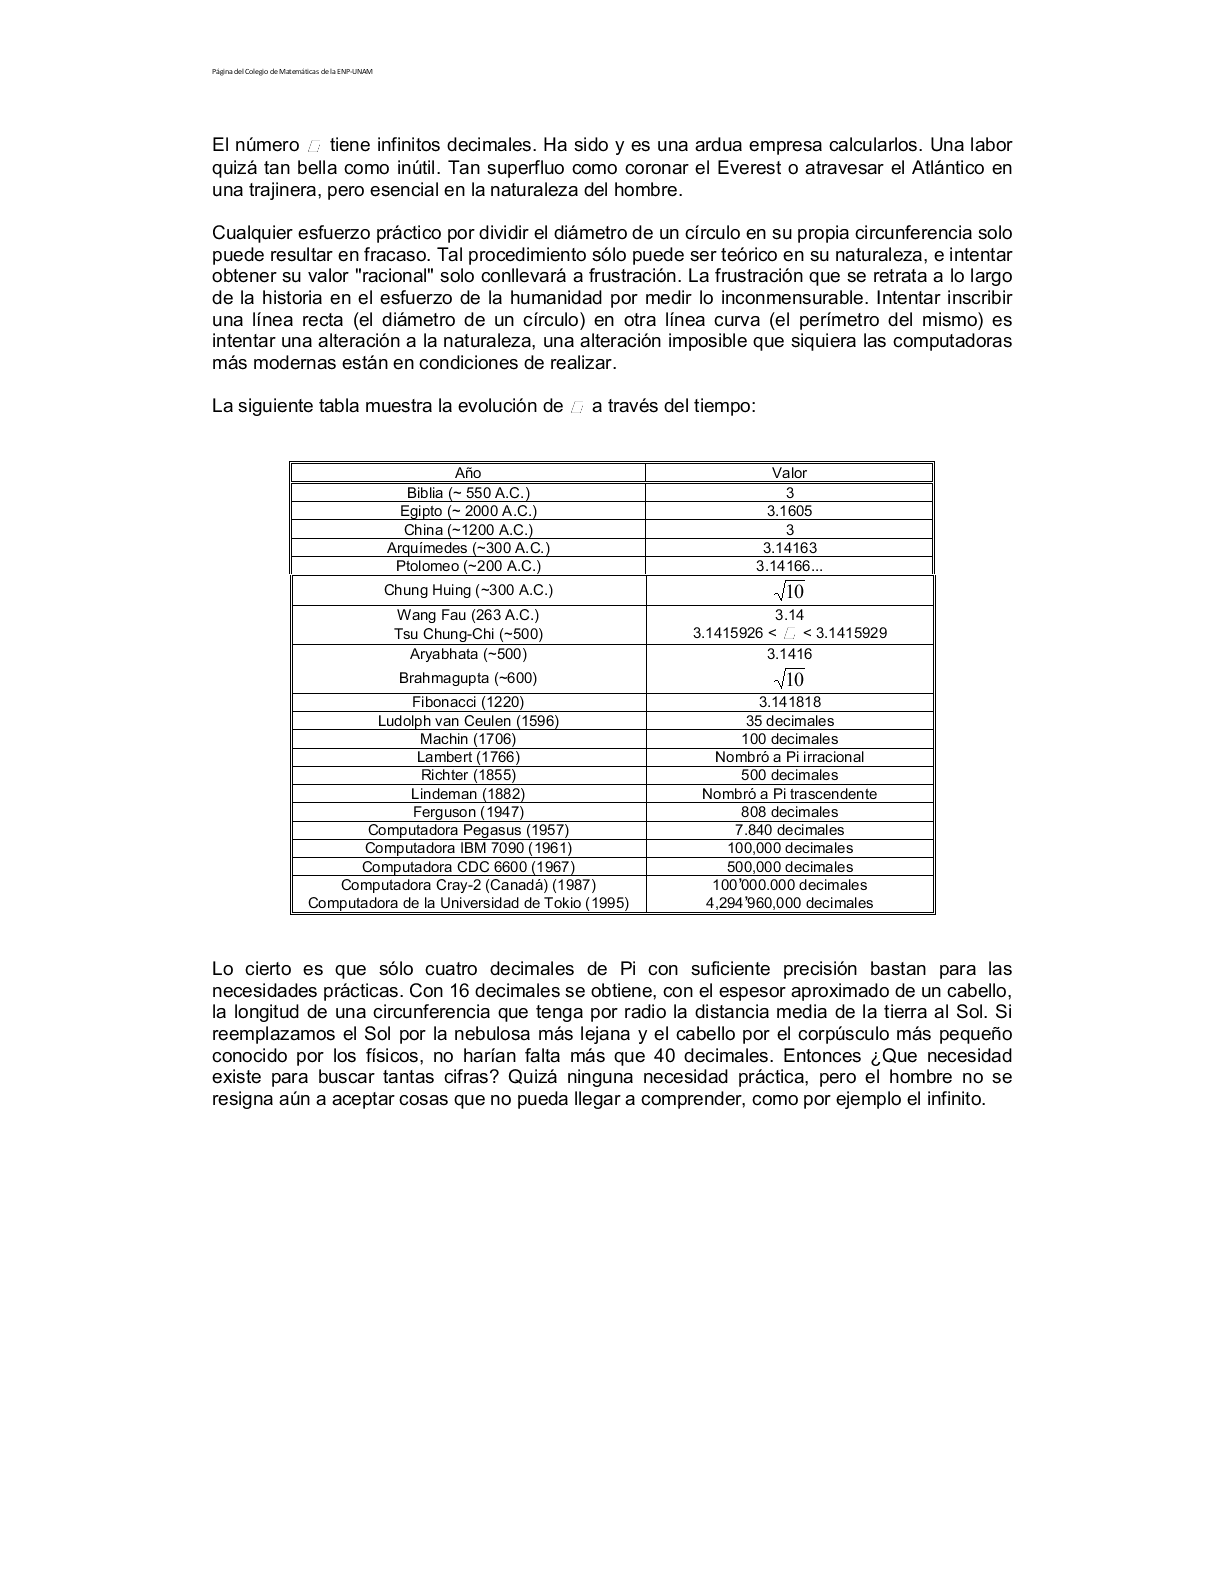 Página del Colegio de Matemáticas de la ENP-UNAM
El número tiene infinitos decimales. Ha sido y es una ardua empresa calcularlos. Una labor
quizá tan bella como inútil. Tan superfluo como coronar el Everest o atravesar el Atlántico en
una trajinera, pero esencial en la naturaleza del hombre.
Cualquier esfuerzo práctico por dividir el diámetro de un círculo en su propia circunferencia solo
puede resultar en fracaso. Tal procedimiento sólo puede ser teórico en su naturaleza, e intentar
obtener su valor "racional" solo conllevará a frustración. La frustración que se retrata a lo largo
de la historia en el esfuerzo de la humanidad por medir lo inconmensurable. Intentar inscribir
una línea recta (el diámetro de un círculo) en otra línea curva (el perímetro del mismo) es
intentar una alteración a la naturaleza, una alteración imposible que siquiera las computadoras
más modernas están en condiciones de realizar.
La siguiente tabla muestra la evolución de a través del tiempo:
Año Valor
Biblia (~ 550 A.C.) 3
Egipto (~ 2000 A.C.) 3.1605
China (~1200 A.C.) 3
Arquímedes (~300 A.C.) 3.14163
Ptolomeo (~200 A.C.) 3.14166...
Chung Huing (~300 A.C.) √10
Wang Fau (263 A.C.) 3.14
Tsu Chung-Chi (~500) 3.1415926 < < 3.1415929
Aryabhata (~500) 3.1416
Brahmagupta (~600) √10
Fibonacci (1220) 3.141818
Ludolph van Ceulen (1596) 35 decimales
Machin (1706) 100 decimales
Lambert (1766) Nombró a Pi irracional
Richter (1855) 500 decimales
Lindeman (1882) Nombró a Pi trascendente
Ferguson (1947) 808 decimales
Computadora Pegasus (1957) 7.840 decimales
Computadora IBM 7090 (1961) 100,000 decimales
Computadora CDC 6600 (1967) 500,000 decimales
Computadora Cray-2 (Canadá) (1987) 100'000.000 decimales
Computadora de la Universidad de Tokio (1995) 4,294'960,000 decimales
Lo cierto es que sólo cuatro decimales de Pi con suficiente precisión bastan para las
necesidades prácticas. Con 16 decimales se obtiene, con el espesor aproximado de un cabello,
la longitud de una circunferencia que tenga por radio la distancia media de la tierra al Sol. Si
reemplazamos el Sol por la nebulosa más lejana y el cabello por el corpúsculo más pequeño
conocido por los físicos, no harían falta más que 40 decimales. Entonces ¿Que necesidad
existe para buscar tantas cifras? Quizá ninguna necesidad práctica, pero el hombre no se
resigna aún a aceptar cosas que no pueda llegar a comprender, como por ejemplo el infinito.